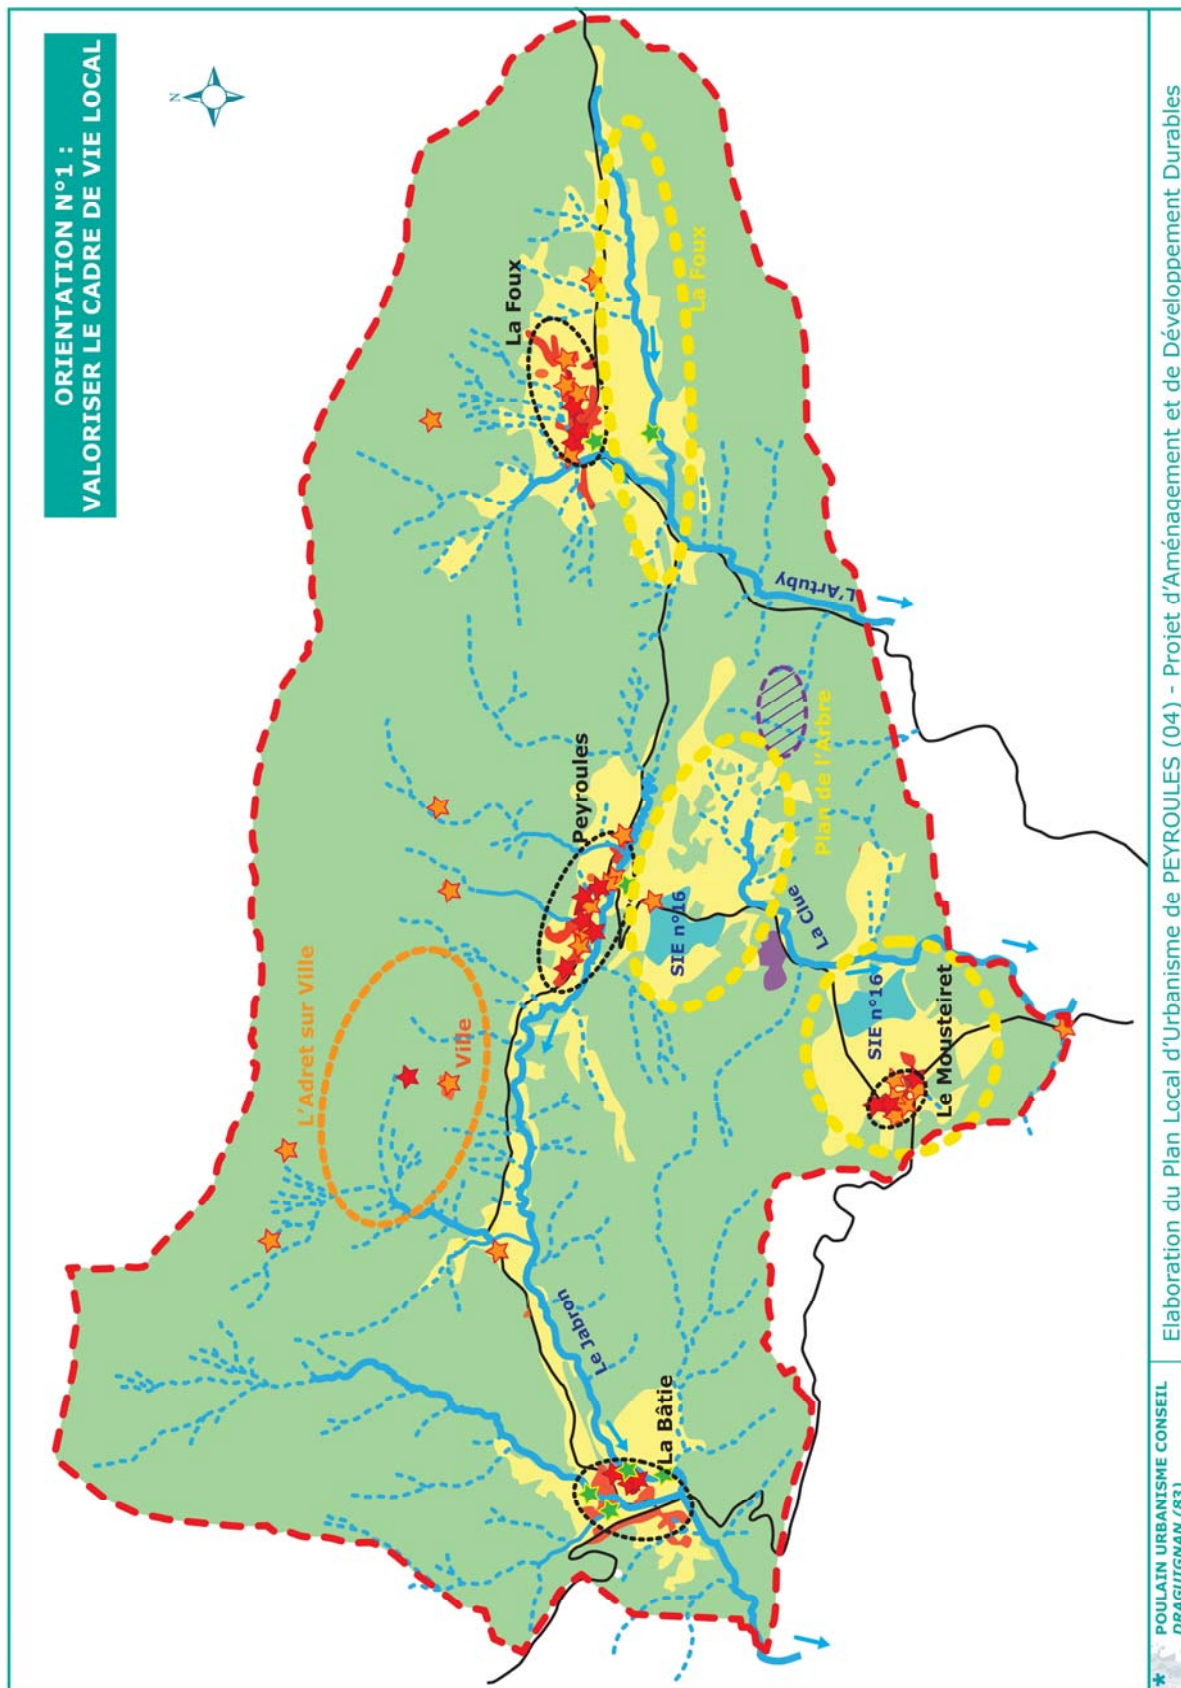 ORIENTATION N°1 :
VALORISER LE CADRE DE VIE LOCAL
N
La Foux
La Foux
L'Artuby
Peyroules
Plan de l'Arbre
SIE n°16
La Clue
SIE n°16
Le Mousteiret
L'Adret sur Ville
Ville
Le Jabron
La Bâtie
* POULAIN URBANISME CONSEIL
DRAGUIGNAN (83)
Elaboration du Plan Local d'Urbanisme de PEYROULES (04) - Projet d'Aménagement et de Développement Durables